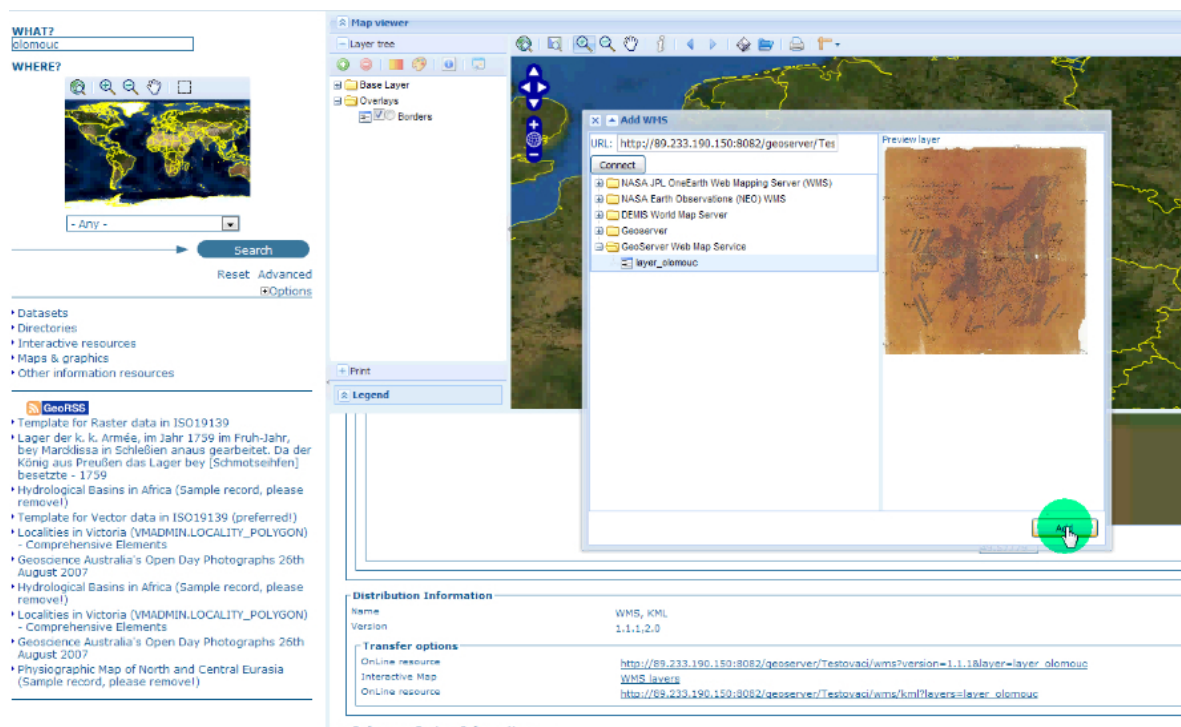 WHAT?
olomouc
WHERE?
- Any -
Search
Reset Advanced
Options
Datasets
Directories
Interactive resources
Maps & graphics
Other information resources
GeoRSS
Template for Raster data in ISO19139
Lager der k. k. Armée, im Jahr 1759 im Fruh-Jahr,
bey Marcklissa in Schleßien anaus gearbeitet. Da der
König aus Preußen das Lager bey [Schmotseihfen]
besetzte - 1759
Hydrological Basins in Africa (Sample record, please
remove!)
Template for Vector data in ISO19139 (preferred!)
Localities in Victoria (VMADMIN.LOCALITY_POLYGON)
- Comprehensive Elements
Geoscience Australia's Open Day Photographs 26th
August 2007
Hydrological Basins in Africa (Sample record, please
remove!)
Localities in Victoria (VMADMIN.LOCALITY_POLYGON)
- Comprehensive Elements
Geoscience Australia's Open Day Photographs 26th
August 2007
Physiographic Map of North and Central Eurasia
(Sample record, please remove!)
Map viewer
Layer tree
Base Layer
Overlays
Borders
Print
Legend
Add WMS
URL: http://89.233.190.150:8082/geoserver/Tes
Connect
NASA JPL OneEarth Web Mapping Server (WMS)
NASA Earth Observations (NEO) WMS
DEMIS World Map Server
Geoserver
GeoServer Web Map Service
layer_olomouc
Preview layer
Add
Distribution Information
Name WMS, KML
Version 1.1.1,2.0
Transfer options
OnLine resource http://89.233.190.150:8082/geoserver/Testovaci/wms?version=1.1.1&layer=layer_olomouc
Interactive Map WMS layers
OnLine resource http://89.233.190.150:8082/geoserver/Testovaci/wms/kml?layers=layer_olomouc